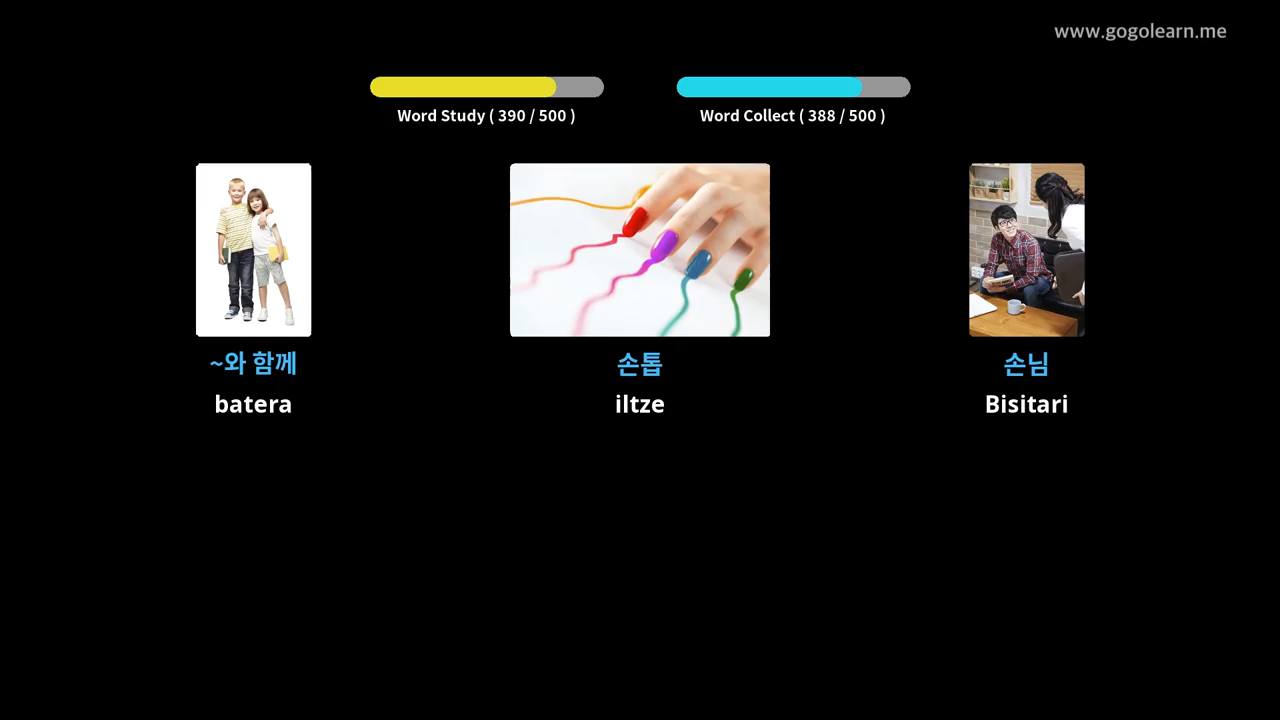 www.gogolearn.me
Word Study ( 390 / 500 )
Word Collect ( 388 / 500 )
~와 함께
batera
손톱
iltze
손님
Bisitari